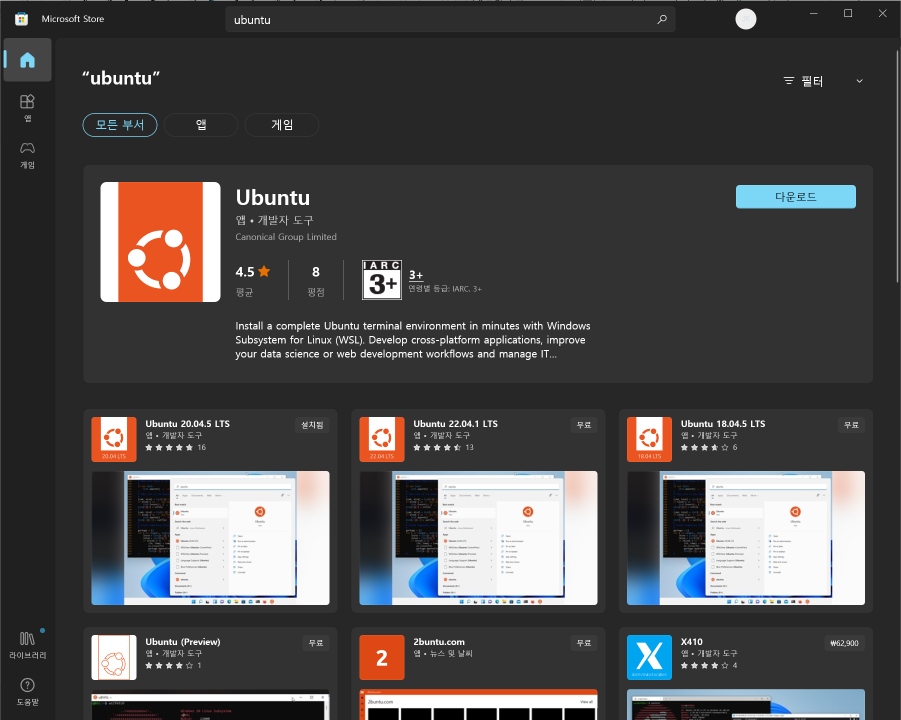 Microsoft Store
ubuntu
앱
게임
라이브러리
도움말
“ubuntu”
필터
모든 부서
앱
게임
Ubuntu
앱 • 개발자 도구
Canonical Group Limited
다운로드
4.5
평균
8
평점
IARC
3+
3+
연령별 등급: IARC, 3+
Install a complete Ubuntu terminal environment in minutes with Windows
Subsystem for Linux (WSL). Develop cross-platform applications, improve
your data science or web development workflows and manage IT...
20.04 LTS
Ubuntu 20.04.5 LTS
앱 • 개발자 도구
16
설치됨
22.04 LTS
Ubuntu 22.04.1 LTS
앱 • 개발자 도구
13
무료
18.04 LTS
Ubuntu 18.04.5 LTS
앱 • 개발자 도구
6
무료
Ubuntu (Preview)
앱 • 개발자 도구
1
무료
2
2buntu.com
앱 • 뉴스 및 날씨
무료
2buntu.com
View all
X
X410
앱 • 개발자 도구
4
₩62,900